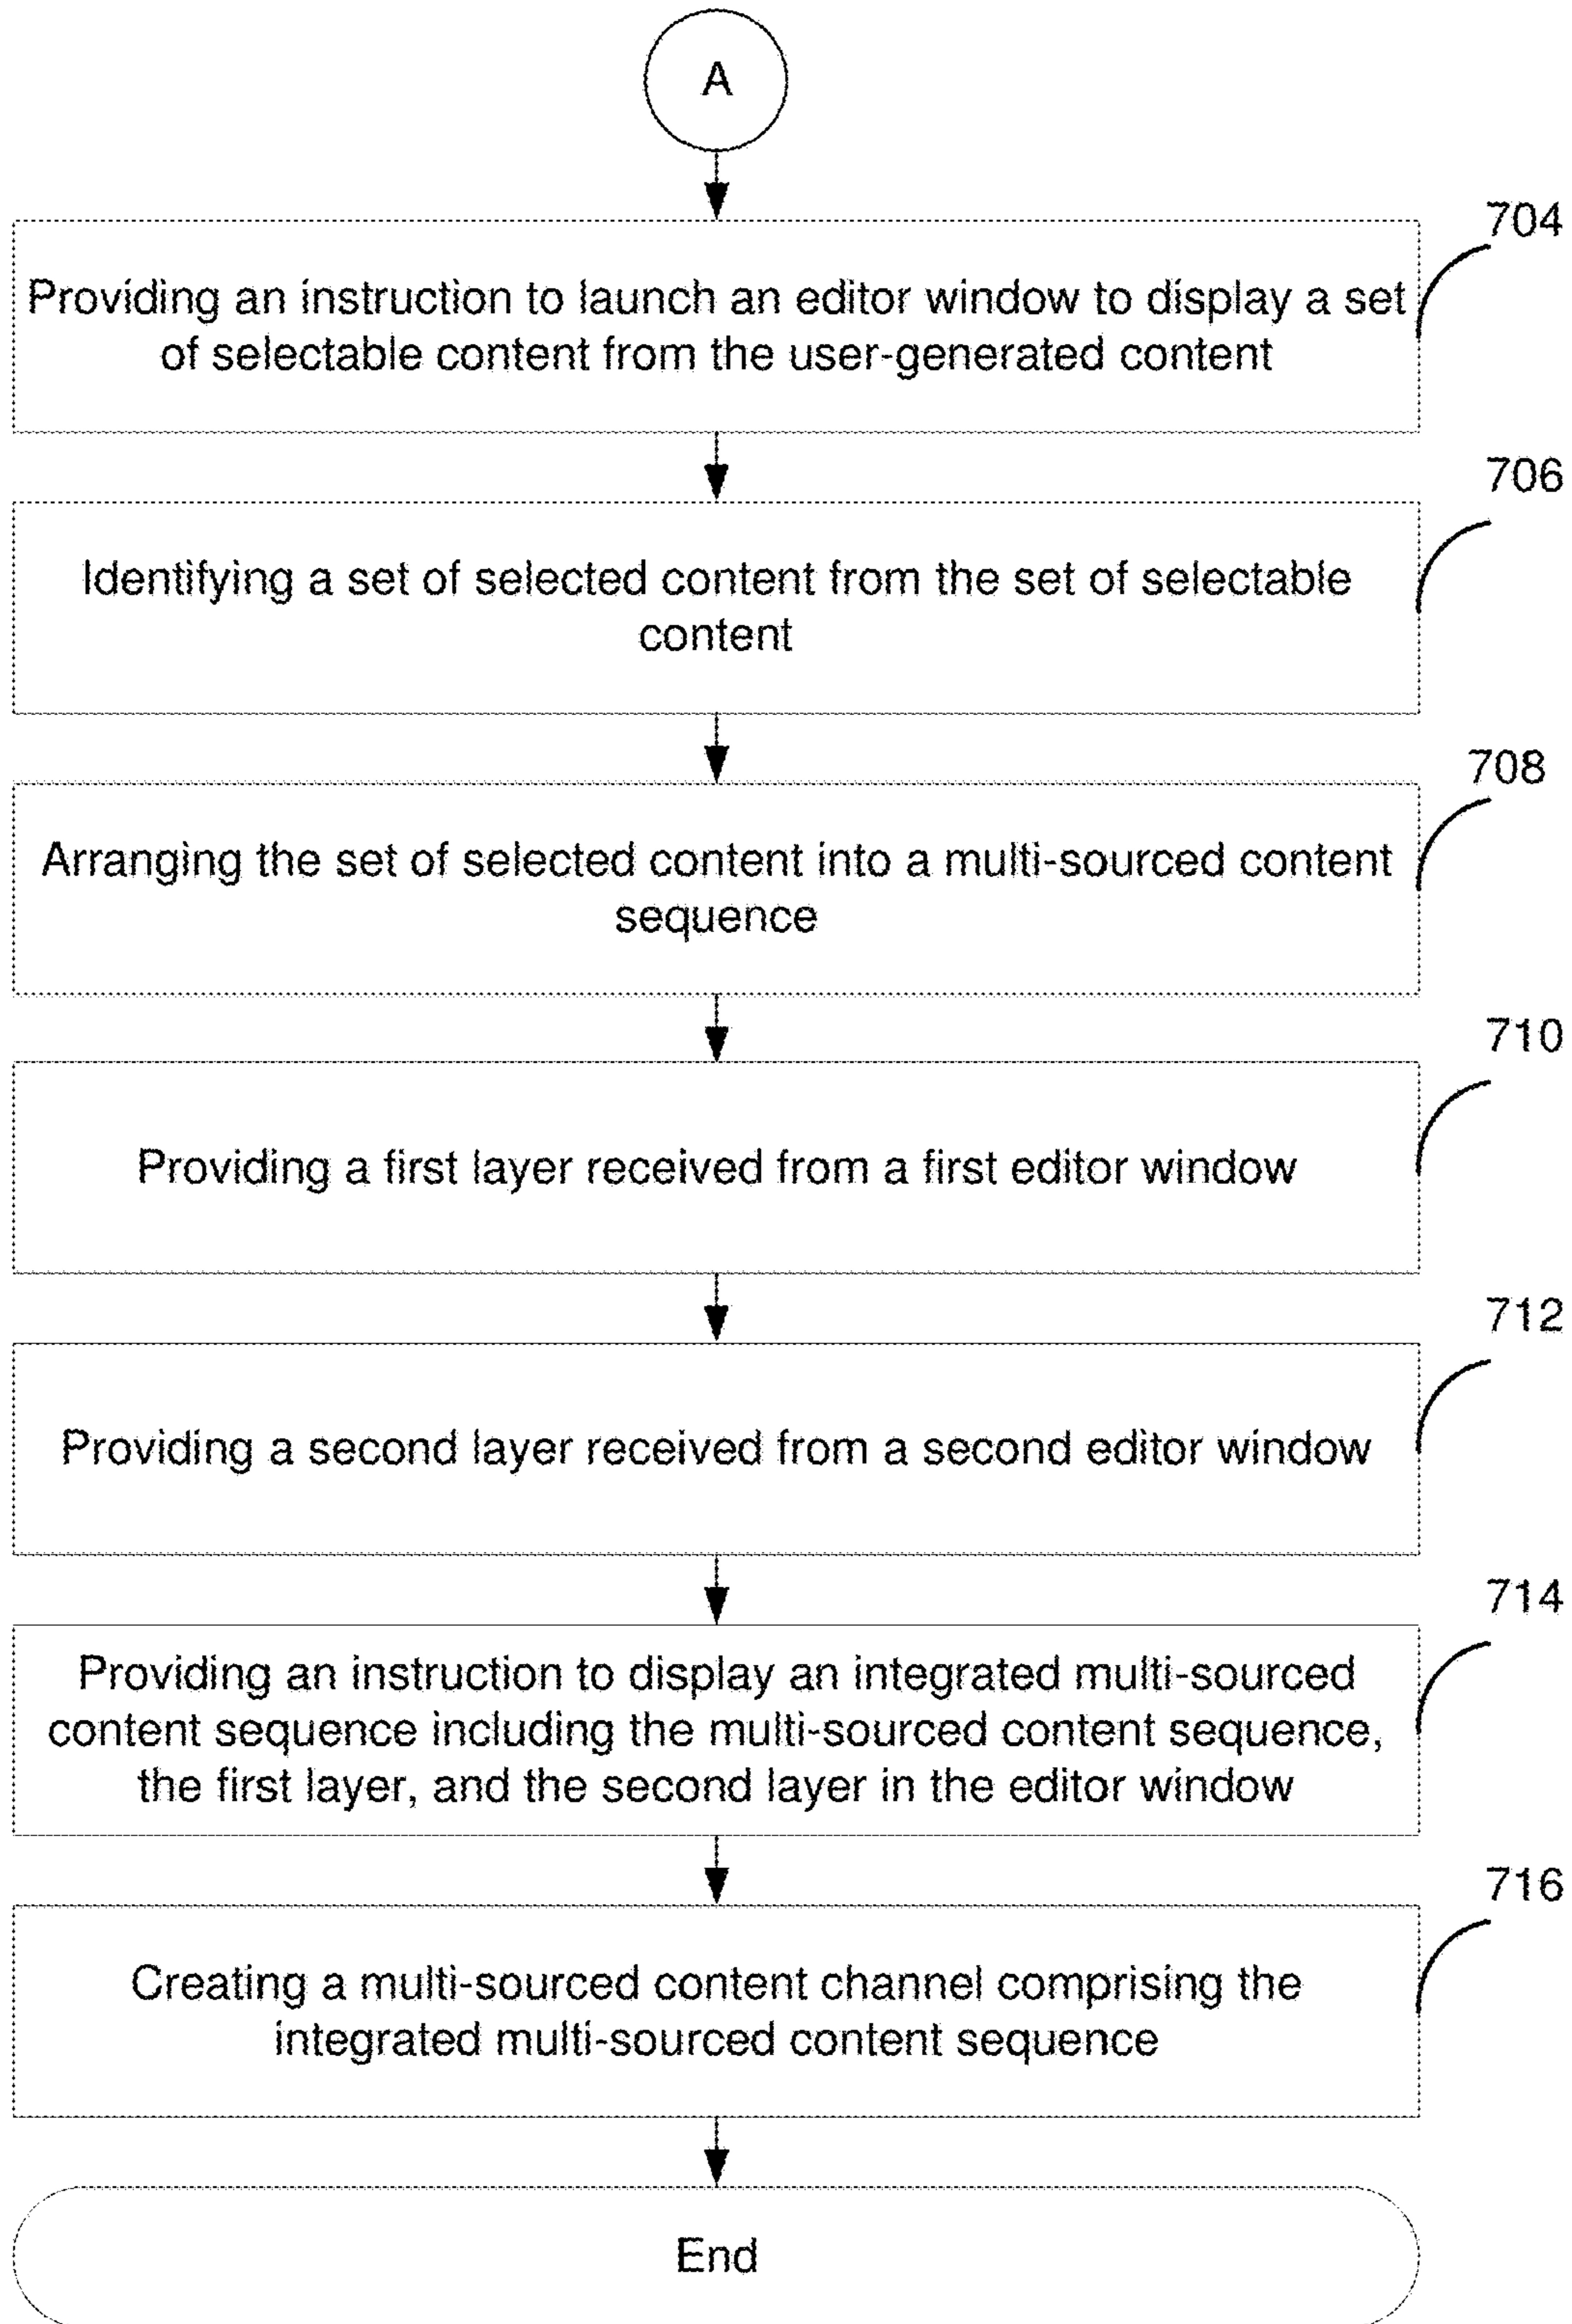 A
704
Providing an instruction to launch an editor window to display a set
of selectable content from the user-generated content
706
Identifying a set of selected content from the set of selectable
content
708
Arranging the set of selected content into a multi-sourced content
sequence
710
Providing a first layer received from a first editor window
712
Providing a second layer received from a second editor window
714
Providing an instruction to display an integrated multi-sourced
content sequence including the multi-sourced content sequence,
the first layer, and the second layer in the editor window
716
Creating a multi-sourced content channel comprising the
integrated multi-sourced content sequence
End